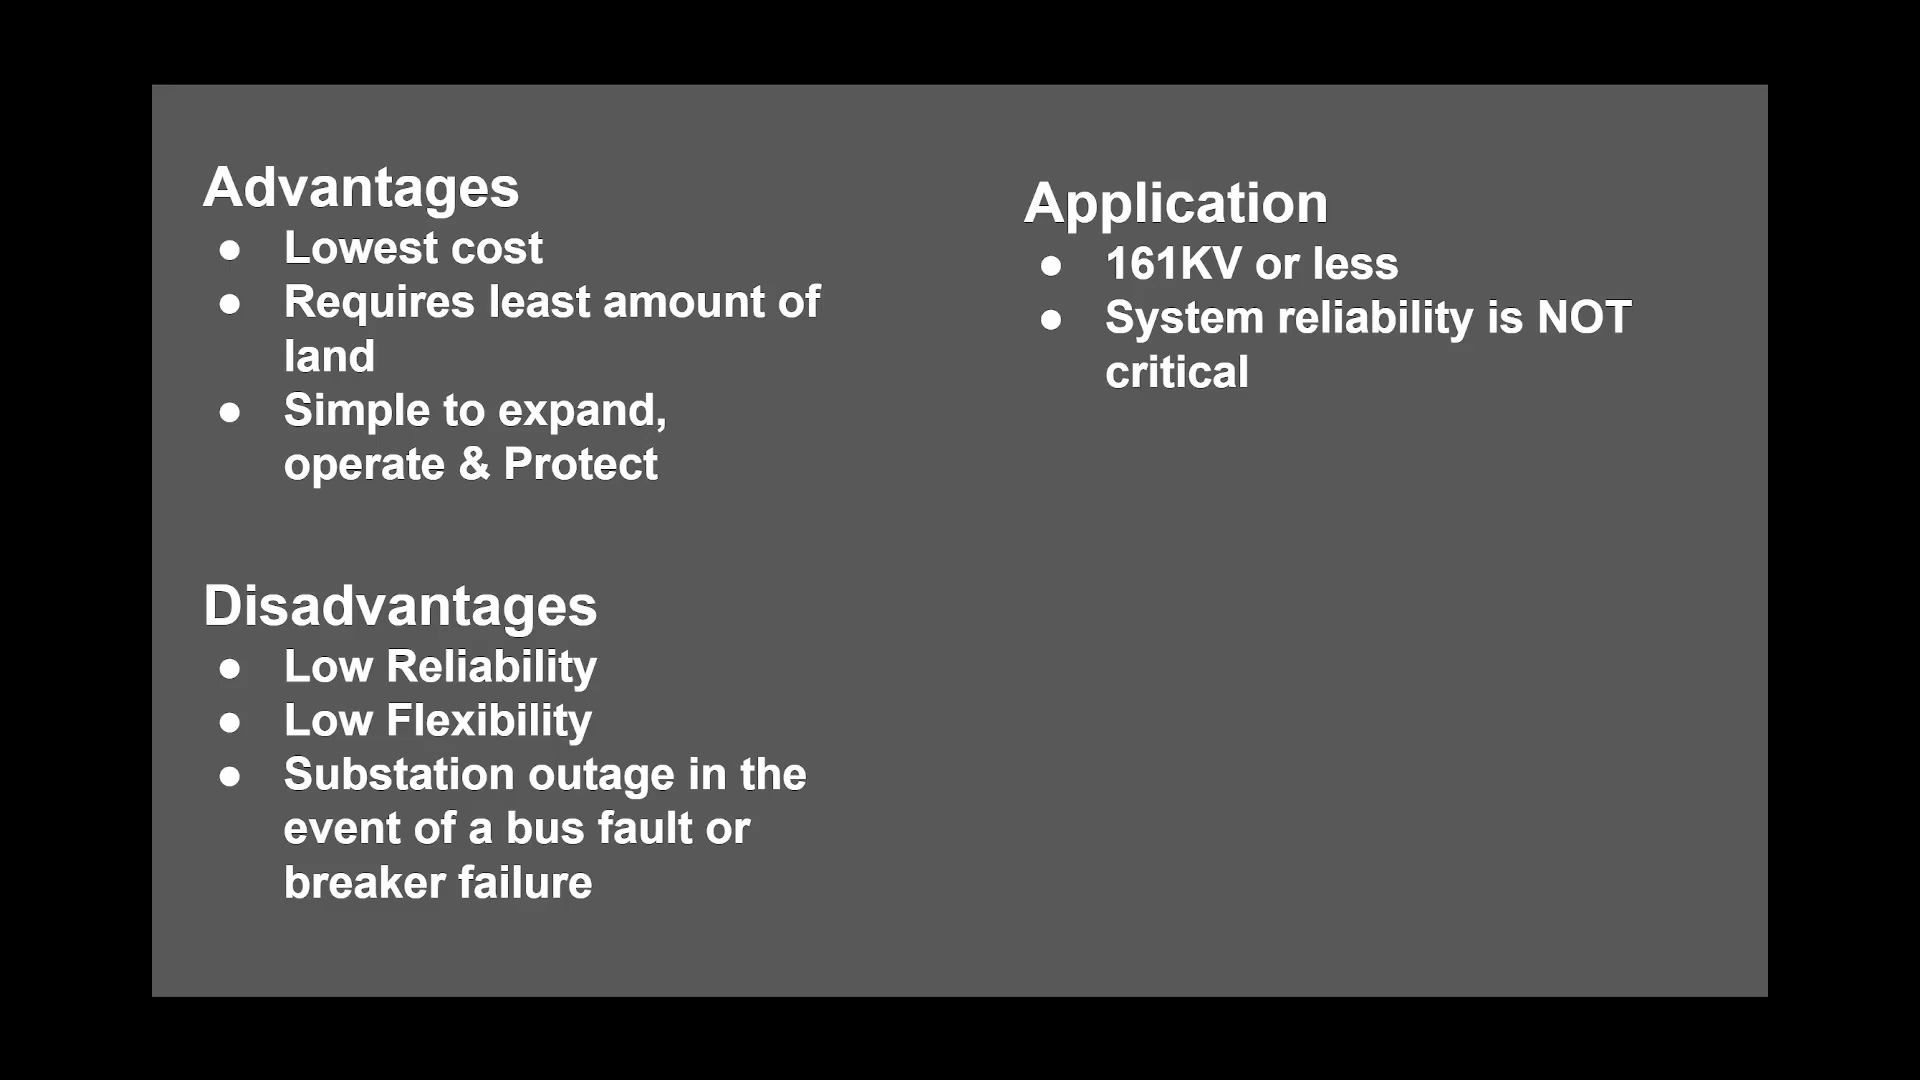 Advantages
● Lowest cost
● Requires least amount of
land
● Simple to expand,
operate & Protect
Disadvantages
● Low Reliability
● Low Flexibility
● Substation outage in the
event of a bus fault or
breaker failure
Application
● 161KV or less
● System reliability is NOT
critical